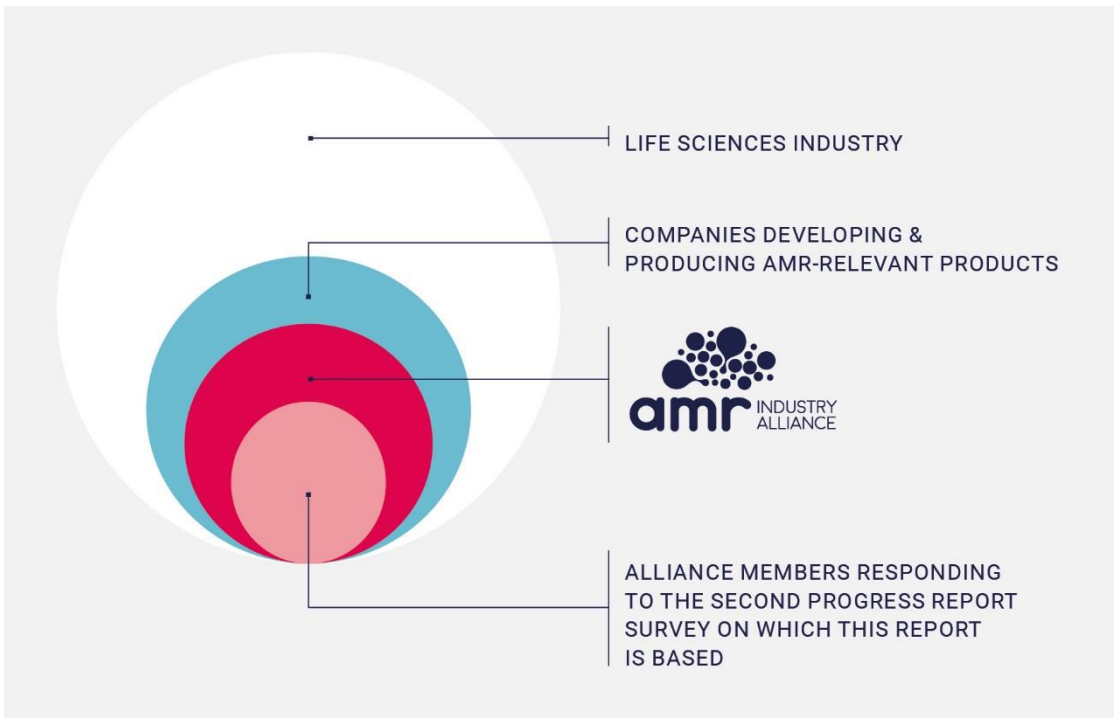 LIFE SCIENCES INDUSTRY
COMPANIES DEVELOPING &
PRODUCING AMR-RELEVANT PRODUCTS
amr INDUSTRY
ALLIANCE
ALLIANCE MEMBERS RESPONDING
TO THE SECOND PROGRESS REPORT
SURVEY ON WHICH THIS REPORT
IS BASED